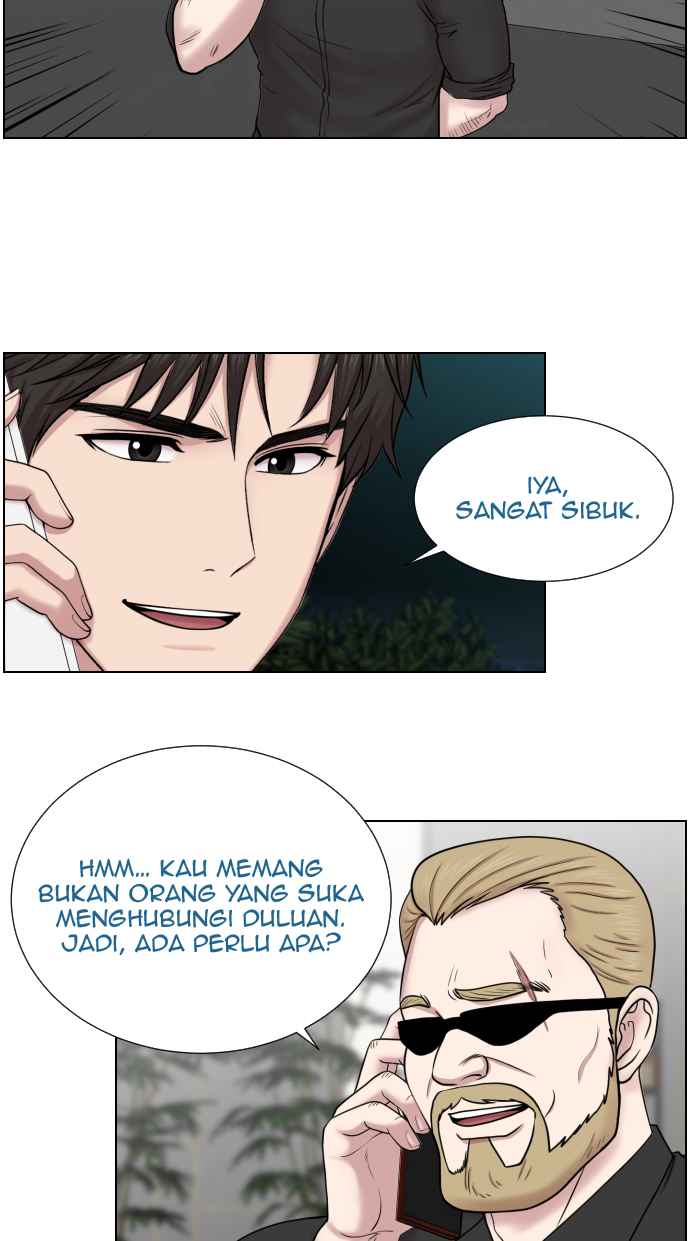 IYA,
SANGAT SIBUK.
HMM... KAU MEMANG
BUKAN ORANG YANG SUKA
MENGHUBUNGI DULUAN.
JADI, ADA PERLU APA?